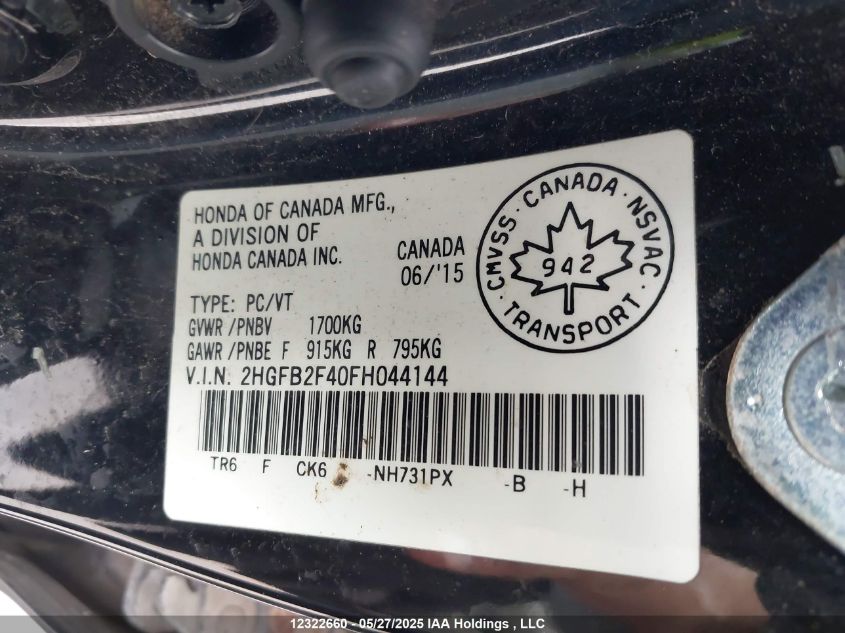 HONDA OF CANADA MFG.,
A DIVISION OF
HONDA CANADA INC.
CANADA
06/'15
CMVSS · CANADA · NSVAC ·
942
TRANSPORT
TYPE: PC/VT
GVWR /PNBV 1700KG
GAWR /PNBE F 915KG R 795KG
V.I.N. 2HGFB2F40FH044144
TR6 F CK6 -NH731PX -B -H
12322660 - 05/27/2025 IAA Holdings , LLC